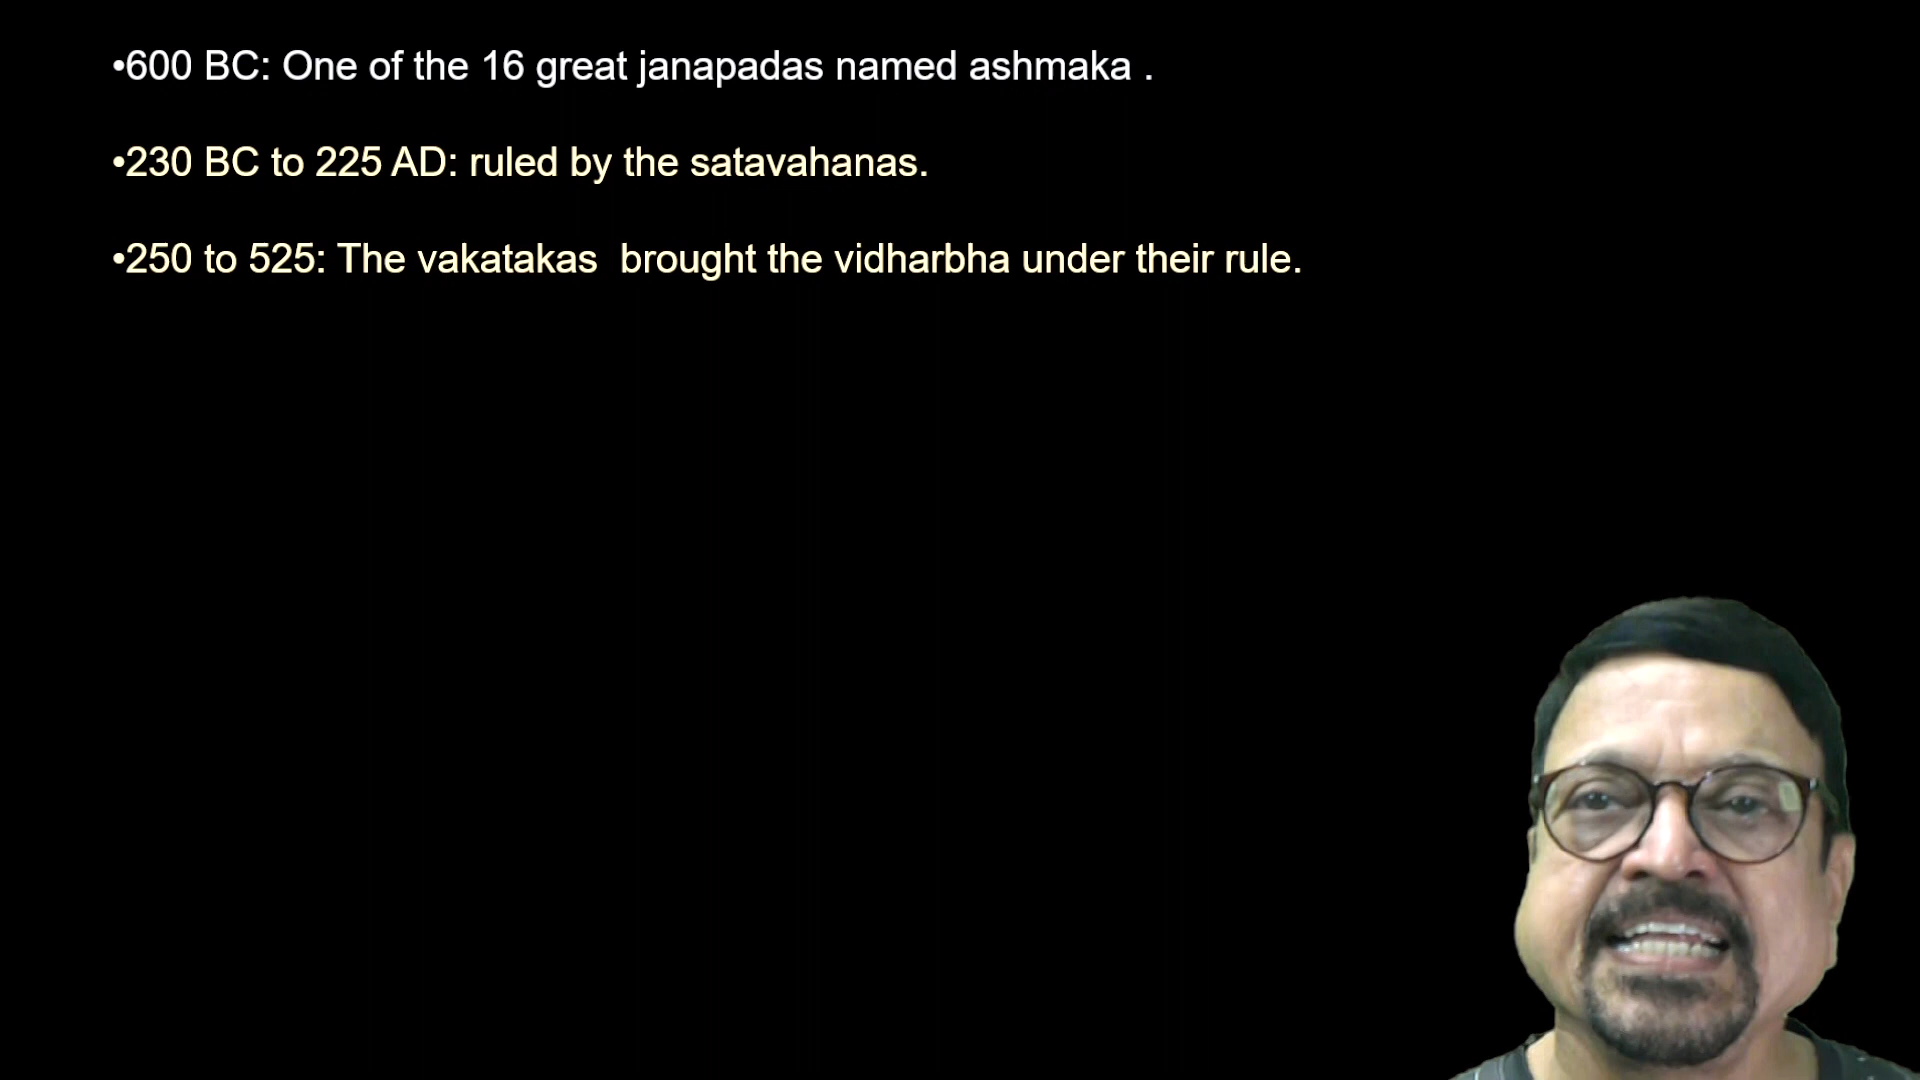 •600 BC: One of the 16 great janapadas named ashmaka .
•230 BC to 225 AD: ruled by the satavahanas.
•250 to 525: The vakatakas  brought the vidharbha under their rule.